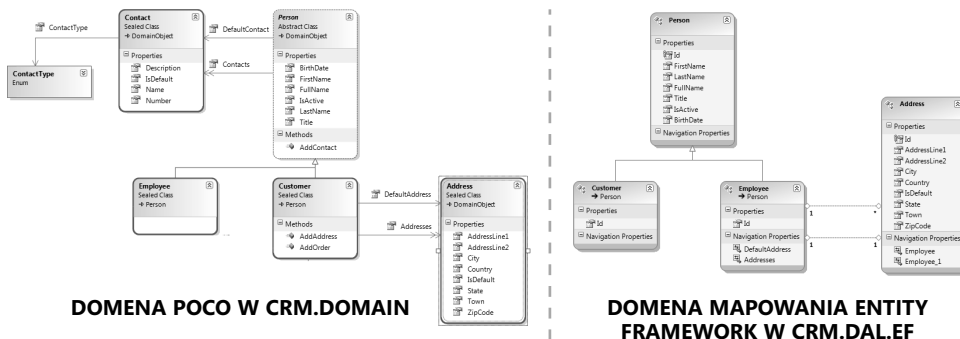 ContactType
ContactType
Enum
Contact
Sealed Class
DomainObject
Properties
Description
IsDefault
Name
Number
DefaultContact
Contacts
Person
Abstract Class
DomainObject
Properties
BirthDate
FirstName
FullName
IsActive
LastName
Title
Methods
AddContact
Employee
Sealed Class
Person
...
Customer
Sealed Class
Person
Methods
AddAddress
AddOrder
DefaultAddress
Addresses
Address
Sealed Class
DomainObject
Properties
AddressLine1
AddressLine2
City
Country
IsDefault
State
Town
ZipCode
DOMENA POCO W CRM.DOMAIN
Person
Properties
Id
FirstName
LastName
FullName
Title
IsActive
BirthDate
Navigation Properties
Customer
Person
Properties
Id
Navigation Properties
Employee
Person
Properties
Id
Navigation Properties
DefaultAddress
Addresses
1
*
1
1
Address
Properties
Id
AddressLine1
AddressLine2
City
Country
IsDefault
State
Town
ZipCode
Navigation Properties
Employee
Employee_1
DOMENA MAPOWANIA ENTITY
FRAMEWORK W CRM.DAL.EF